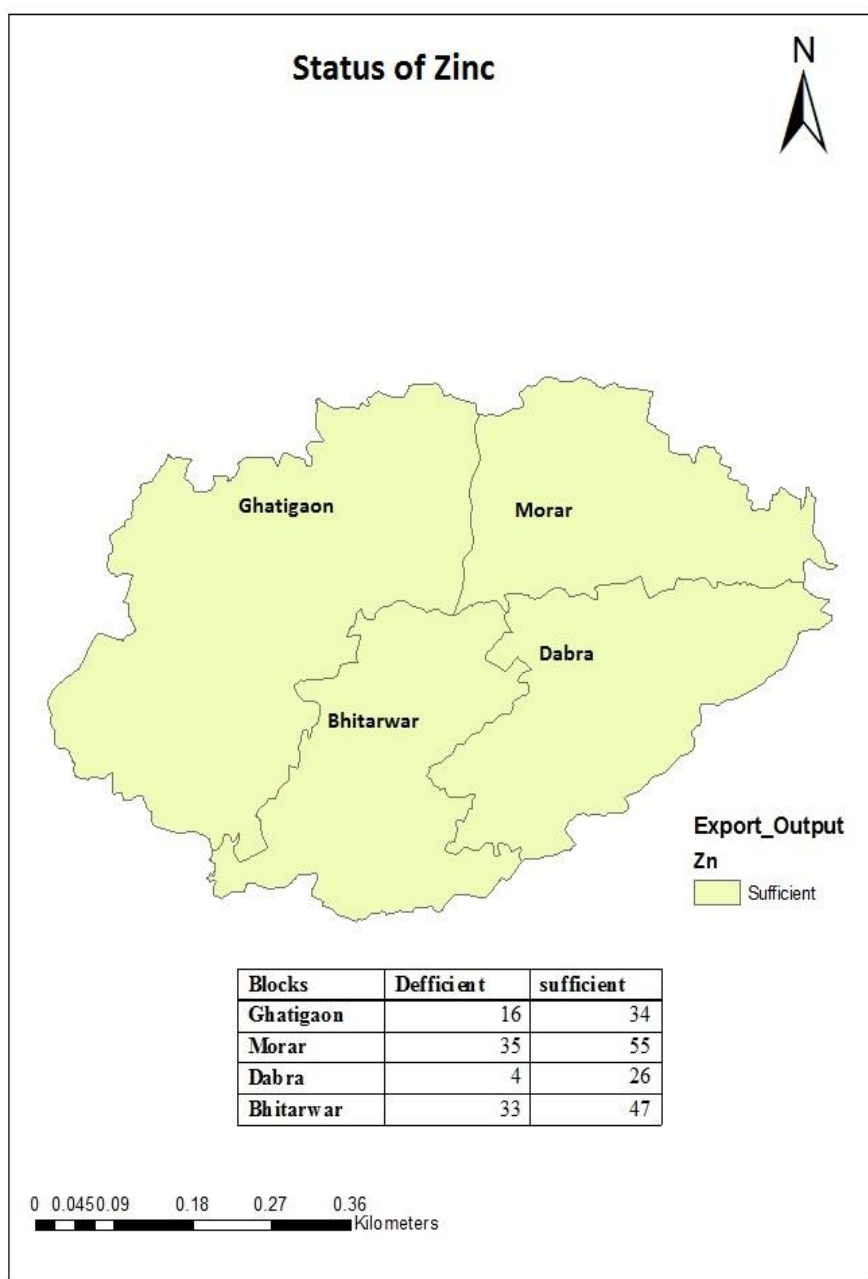 Status of Zinc
N
Ghatigaon
Morar
Dabra
Bhitarwar
Export_Output
Zn
Sufficient
Blocks Defficient sufficient
Ghatigaon 16 34
Morar 35 55
Dabra 4 26
Bhitarwar 33 47
0 0.045 0.09 0.18 0.27 0.36
Kilometers